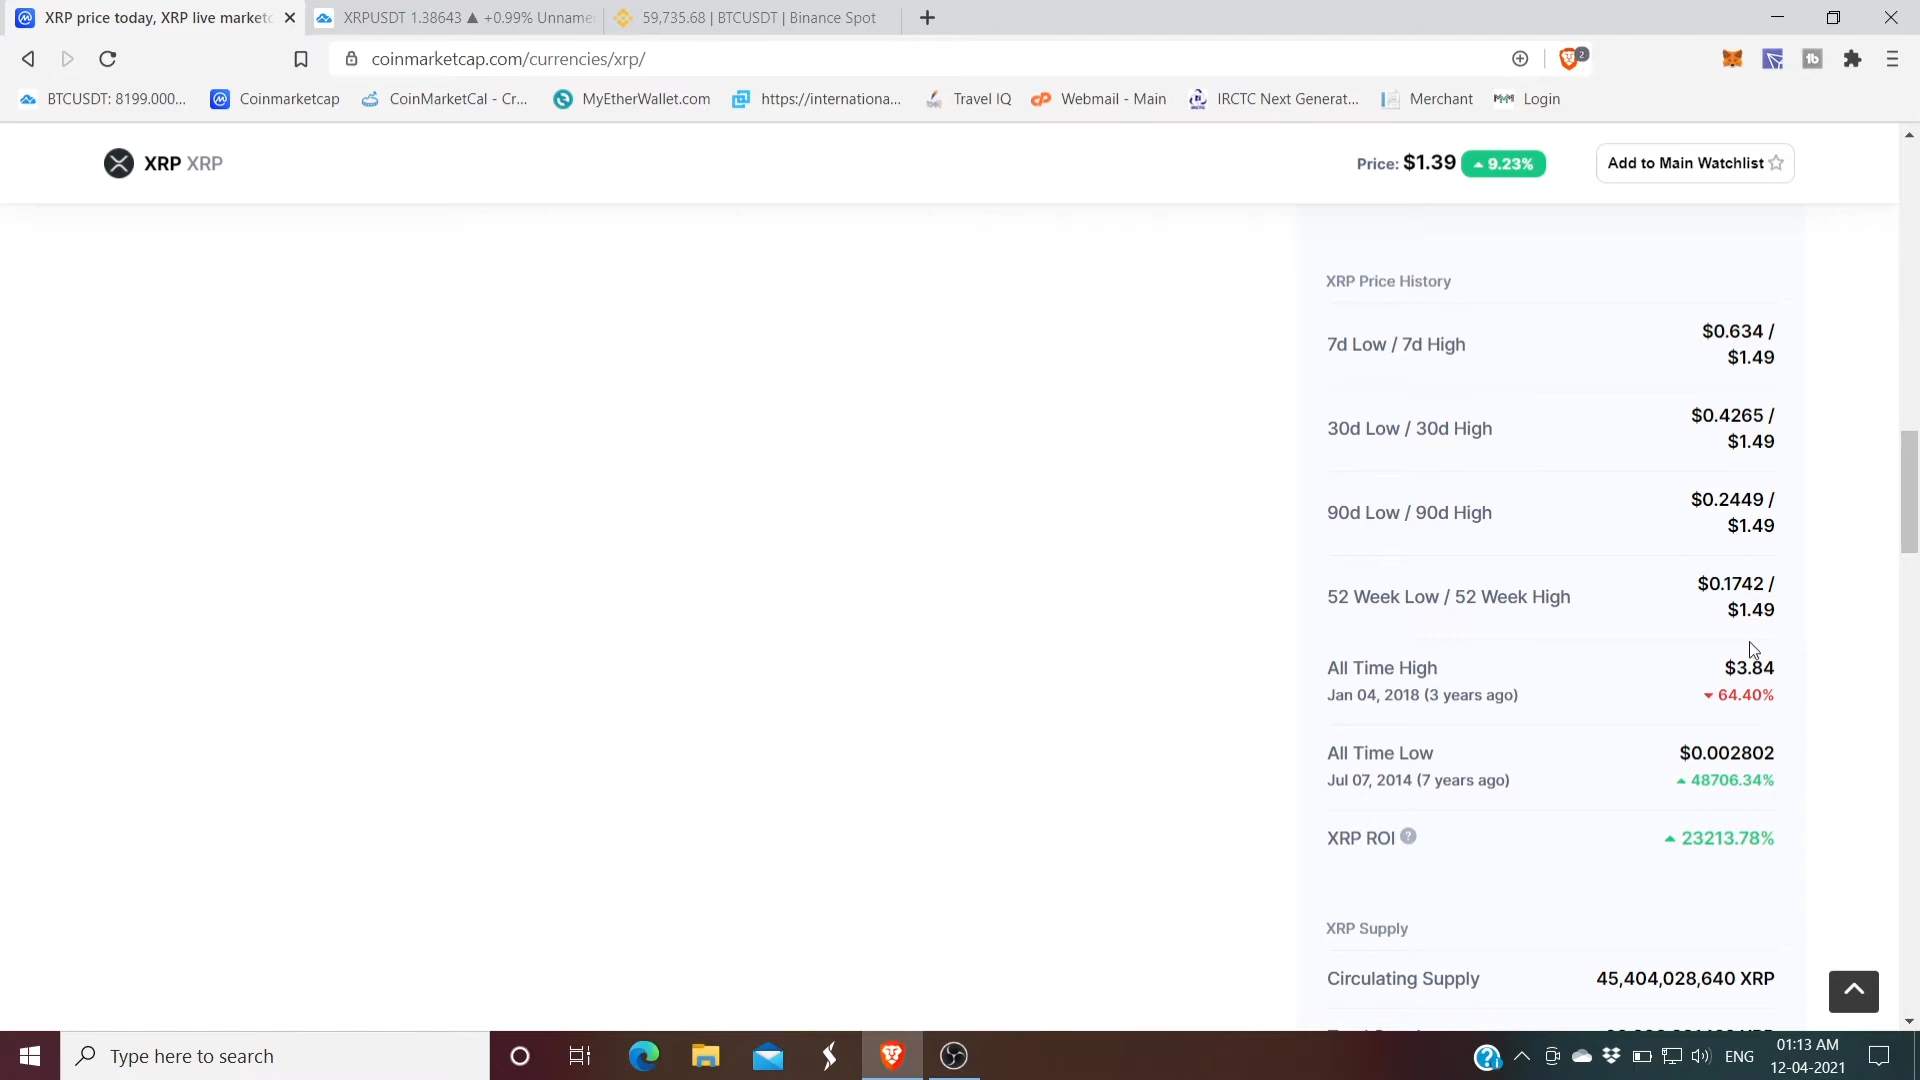 XRP price today, XRP live marketc
XRPUSDT 1.38643 ▲ +0.99% Unname
59,735.68 | BTCUSDT | Binance Spot
coinmarketcap.com/currencies/xrp/
2
BTCUSDT: 8199.000...
Coinmarketcap
CoinMarketCal - Cr...
MyEtherWallet.com
https://internationa...
Travel IQ
Webmail - Main
IRCTC Next Generat...
Merchant
Login
XRP XRP
Price: $1.39 ▲ 9.23%
Add to Main Watchlist
XRP Price History
7d Low / 7d High
$0.634 /
$1.49
30d Low / 30d High
$0.4265 /
$1.49
90d Low / 90d High
$0.2449 /
$1.49
52 Week Low / 52 Week High
$0.1742 /
$1.49
All Time High
$3.84
Jan 04, 2018 (3 years ago)
▼ 64.40%
All Time Low
$0.002802
Jul 07, 2014 (7 years ago)
▲ 48706.34%
XRP ROI
▲ 23213.78%
XRP Supply
Circulating Supply
45,404,028,640 XRP
Type here to search
ENG
01:13 AM
12-04-2021